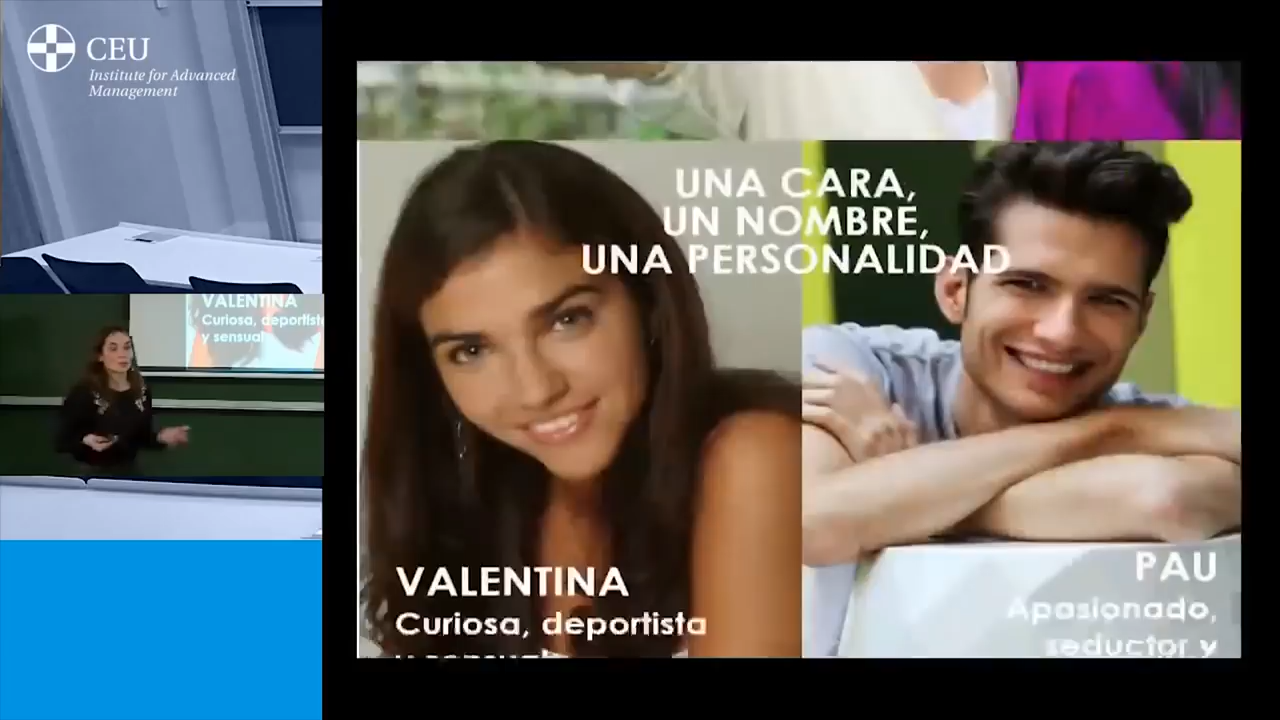 CEU
Institute for Advanced
Management
VALENTINA
Curiosa, deportista
y sensual
UNA CARA,
UN NOMBRE,
UNA PERSONALIDAD
VALENTINA
Curiosa, deportista
PAU
Apasionado,
seductor y